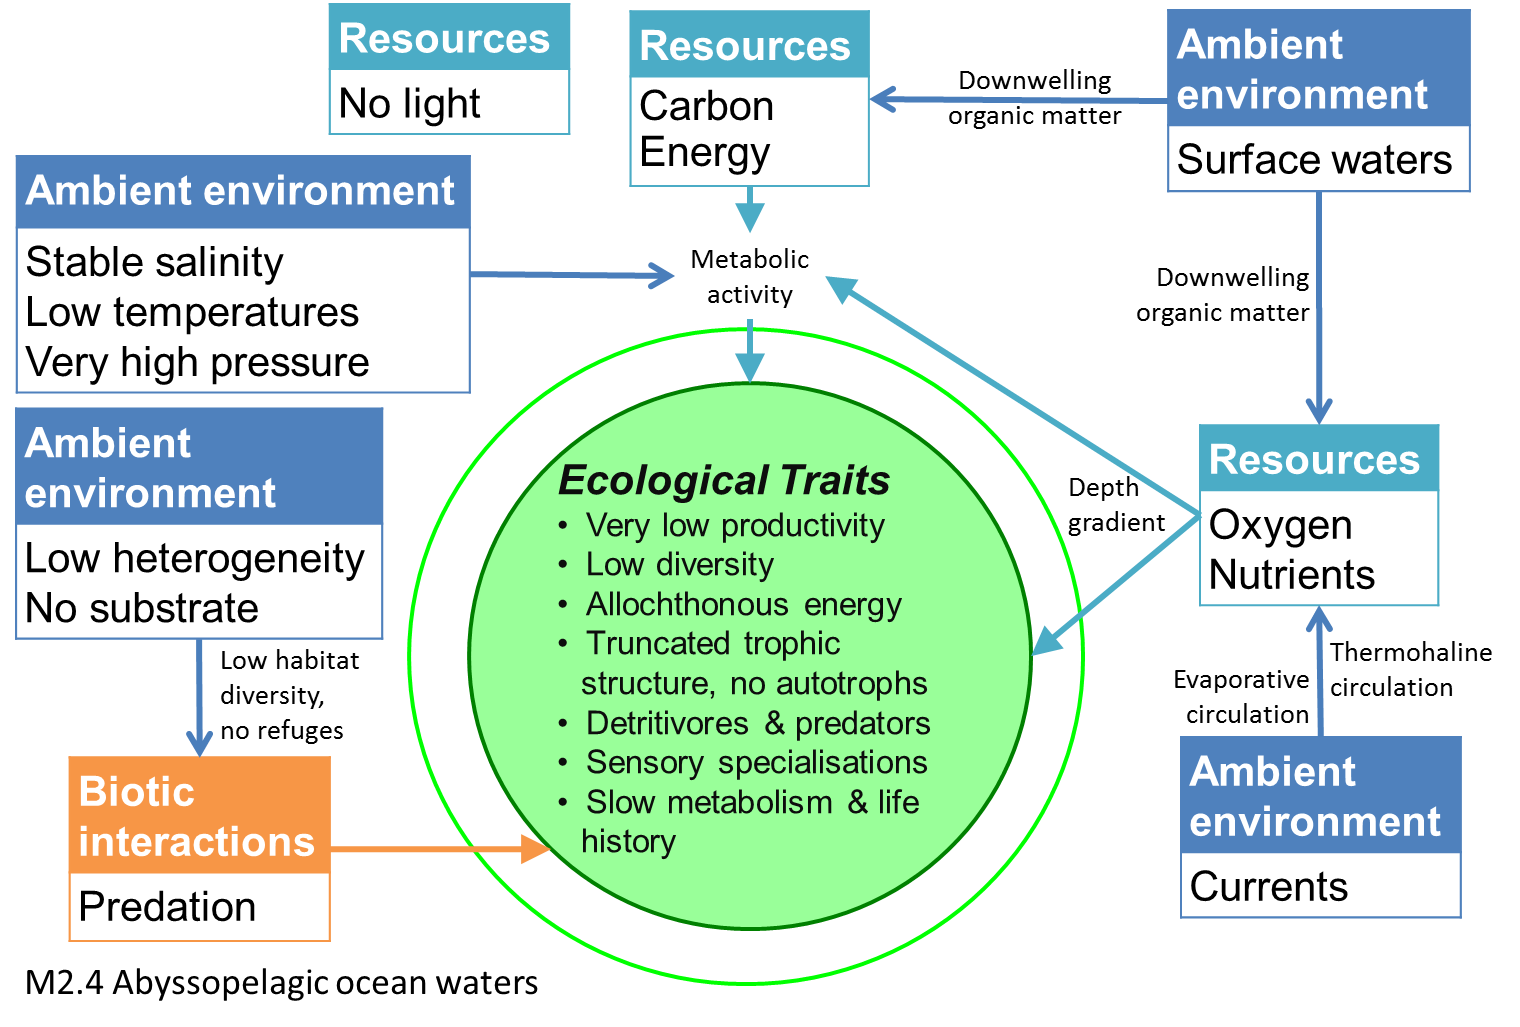 Resources
No light
Resources
Carbon
Energy
Downwelling
organic matter
Ambient
environment
Surface waters
Ambient environment
Stable salinity
Low temperatures
Very high pressure
Metabolic
activity
Downwelling
organic matter
Ambient
environment
Low heterogeneity
No substrate
Low habitat
diversity,
no refuges
Biotic
interactions
Predation
Ecological Traits
• Very low productivity
• Low diversity
• Allochthonous energy
• Truncated trophic
structure, no autotrophs
• Detritivores & predators
• Sensory specialisations
• Slow metabolism & life
history
Depth
gradient
Resources
Oxygen
Nutrients
Evaporative
circulation
Thermohaline
circulation
Ambient
environment
Currents
M2.4 Abyssopelagic ocean waters